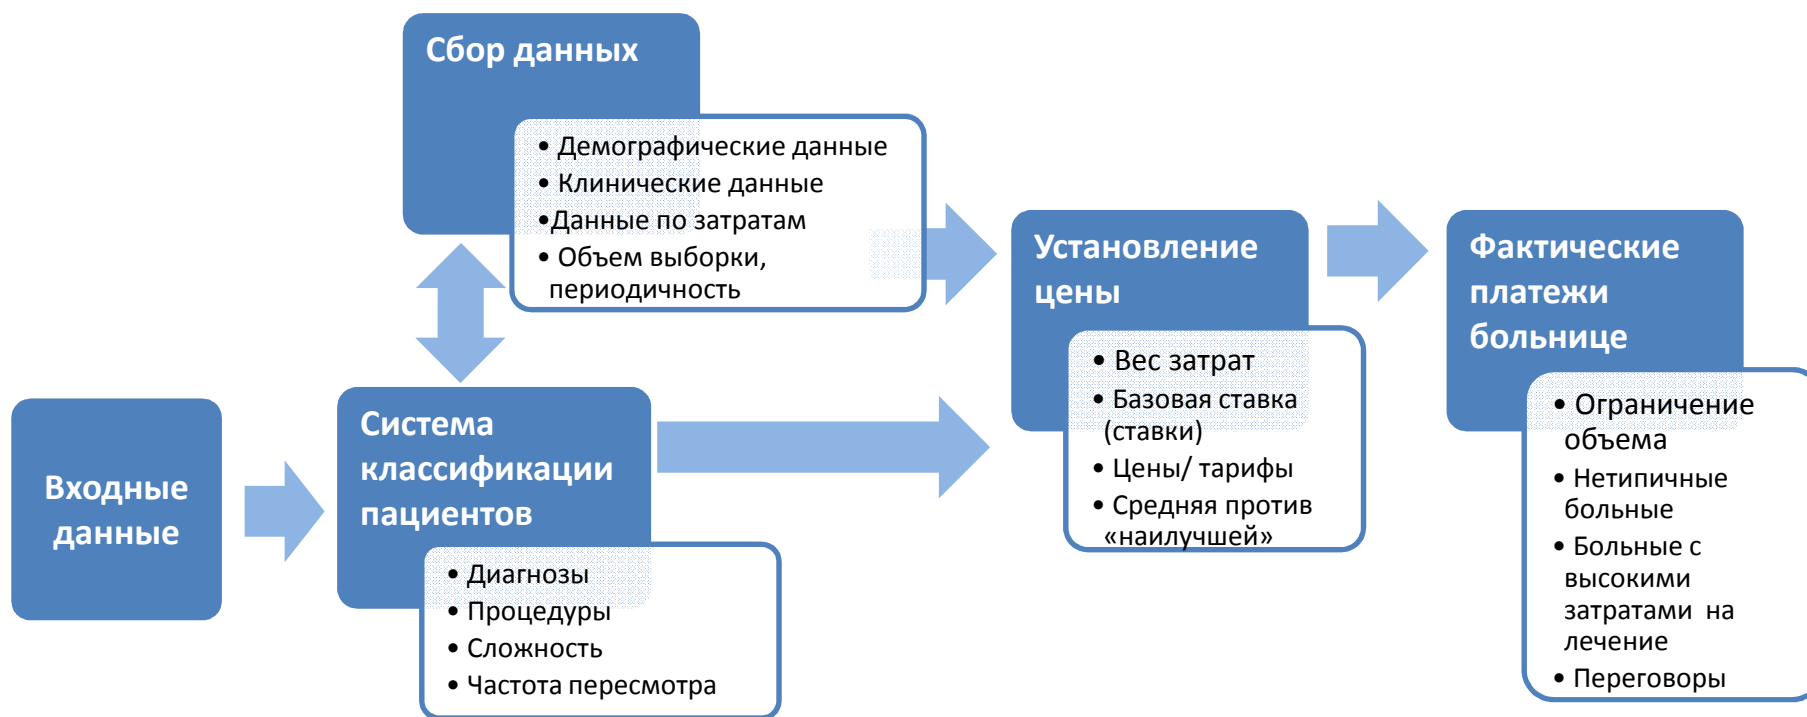 Сбор данных
• Демографические данные
• Клинические данные
•Данные по затратам
• Объем выборки,
периодичность
Входные
данные
Система
классификации
пациентов
• Диагнозы
• Процедуры
• Сложность
• Частота пересмотра
Установление
цены
• Вес затрат
• Базовая ставка
(ставки)
• Цены/ тарифы
• Средняя против
«наилучшей»
Фактические
платежи
больнице
• Ограничение
объема
• Нетипичные
больные
• Больные с
высокими
затратами на
лечение
• Переговоры